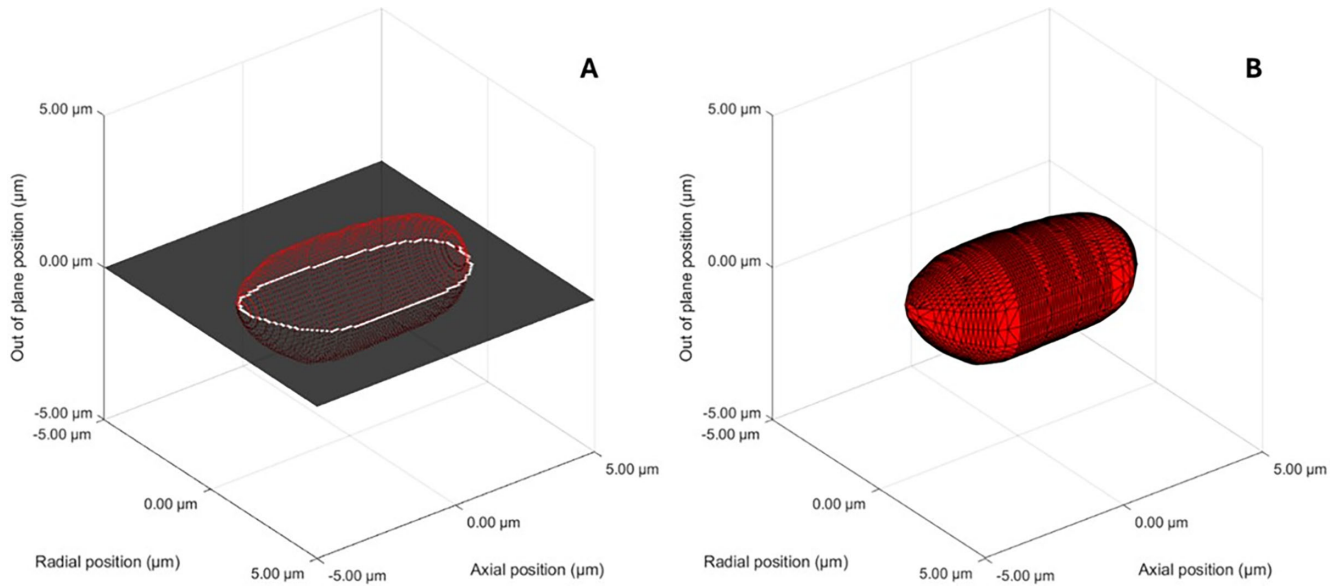 A
5.00 µm
0.00 µm
-5.00 µm
Out of plane position (µm)
-5.00 µm
0.00 µm
5.00 µm
Radial position (µm)
-5.00 µm
0.00 µm
5.00 µm
Axial position (µm)
B
5.00 µm
0.00 µm
-5.00 µm
Out of plane position (µm)
-5.00 µm
0.00 µm
5.00 µm
Radial position (µm)
-5.00 µm
0.00 µm
5.00 µm
Axial position (µm)